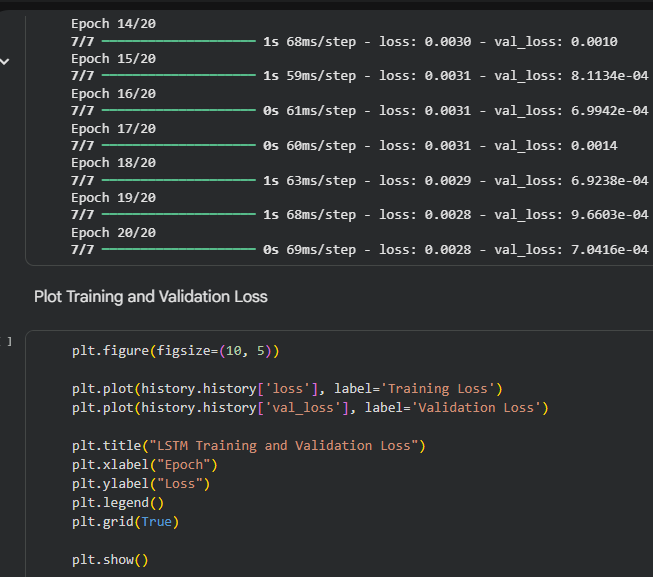 Epoch 14/20
7/7 ━━━━━━━━━━━━━━━━━━━━ 1s 68ms/step - loss: 0.0030 - val_loss: 0.0010
Epoch 15/20
7/7 ━━━━━━━━━━━━━━━━━━━━ 1s 59ms/step - loss: 0.0031 - val_loss: 8.1134e-04
Epoch 16/20
7/7 ━━━━━━━━━━━━━━━━━━━━ 0s 61ms/step - loss: 0.0031 - val_loss: 6.9942e-04
Epoch 17/20
7/7 ━━━━━━━━━━━━━━━━━━━━ 0s 60ms/step - loss: 0.0031 - val_loss: 0.0014
Epoch 18/20
7/7 ━━━━━━━━━━━━━━━━━━━━ 1s 63ms/step - loss: 0.0029 - val_loss: 6.9238e-04
Epoch 19/20
7/7 ━━━━━━━━━━━━━━━━━━━━ 1s 68ms/step - loss: 0.0028 - val_loss: 9.6603e-04
Epoch 20/20
7/7 ━━━━━━━━━━━━━━━━━━━━ 0s 69ms/step - loss: 0.0028 - val_loss: 7.0416e-04
Plot Training and Validation Loss
]
plt.figure(figsize=(10, 5))
plt.plot(history.history['loss'], label='Training Loss')
plt.plot(history.history['val_loss'], label='Validation Loss')
plt.title("LSTM Training and Validation Loss")
plt.xlabel("Epoch")
plt.ylabel("Loss")
plt.legend()
plt.grid(True)
plt.show()